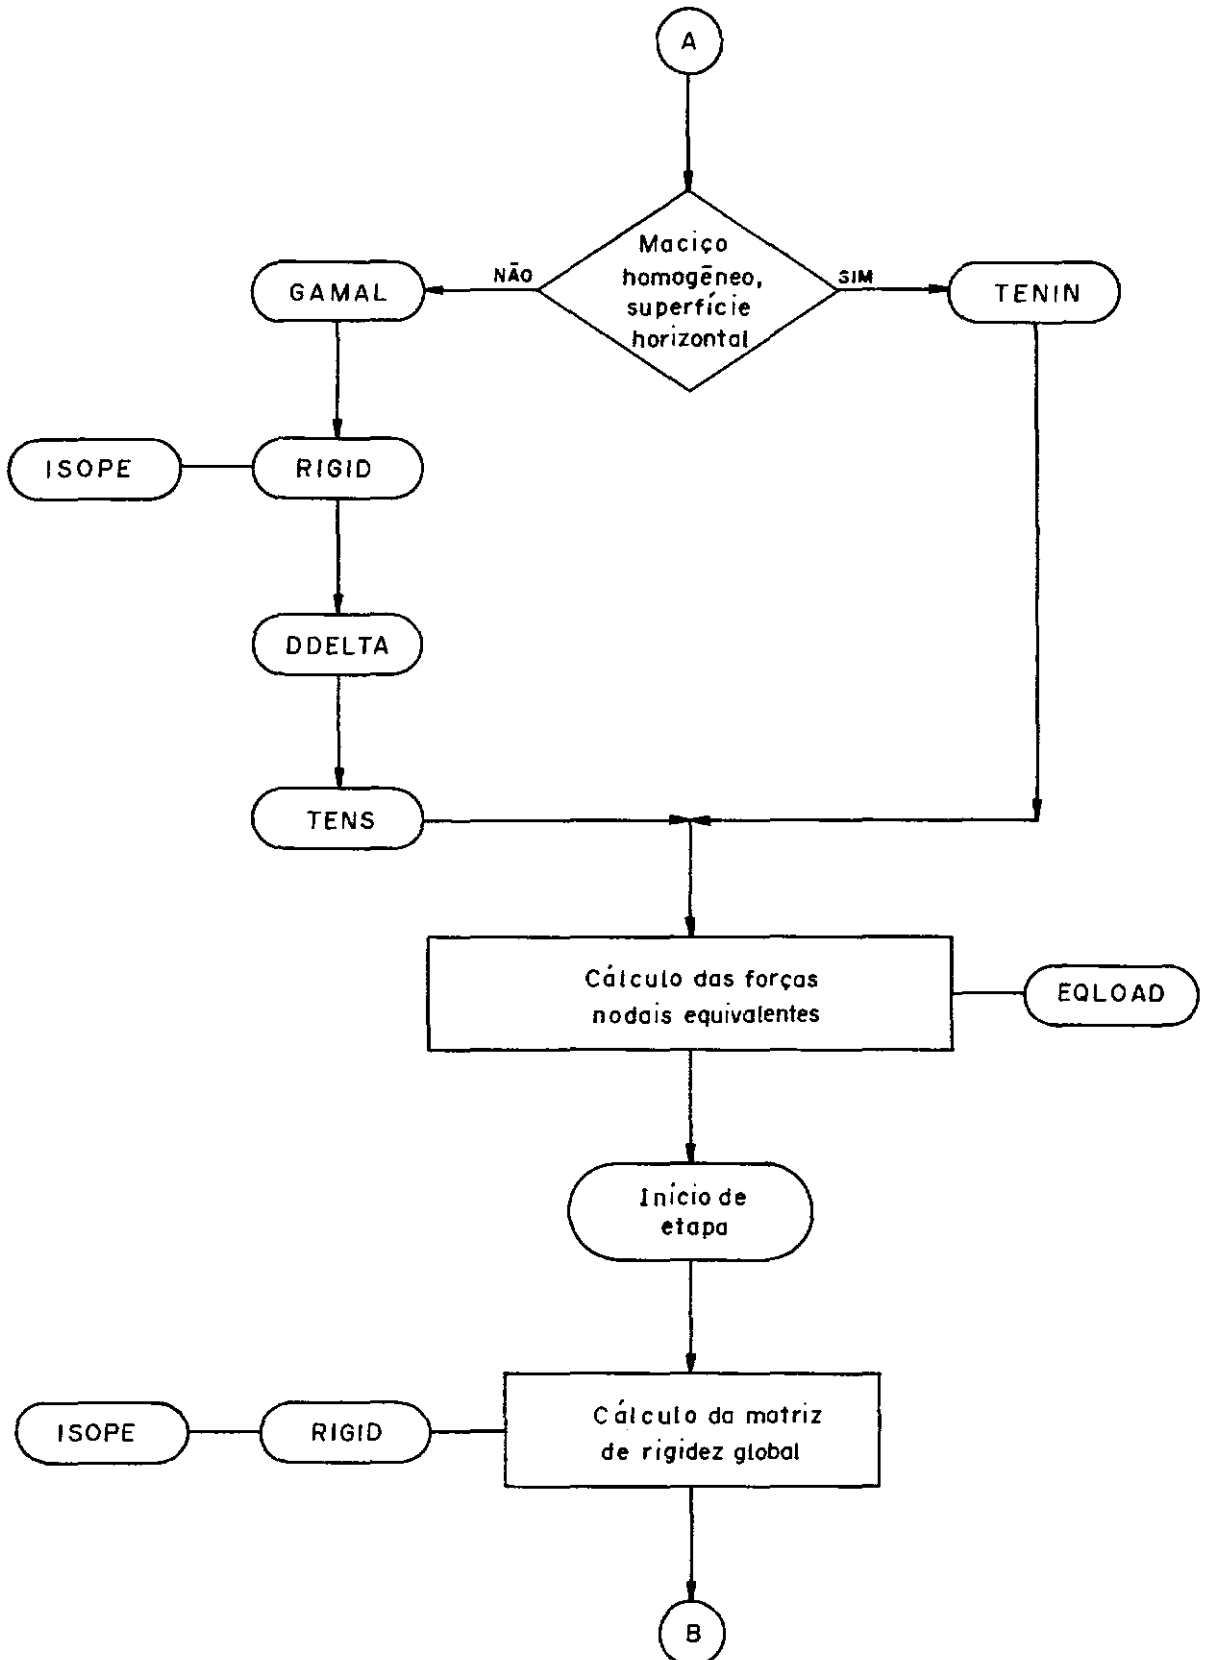 A
Maciço
homogêneo,
superfície
horizontal
NÃO
SIM
GAMAL
TENIN
ISOPE
RIGID
DDELTA
TENS
Cálculo das forças
nodais equivalentes
EQLOAD
Início de
etapa
ISOPE
RIGID
Cálculo da matriz
de rigidez global
B